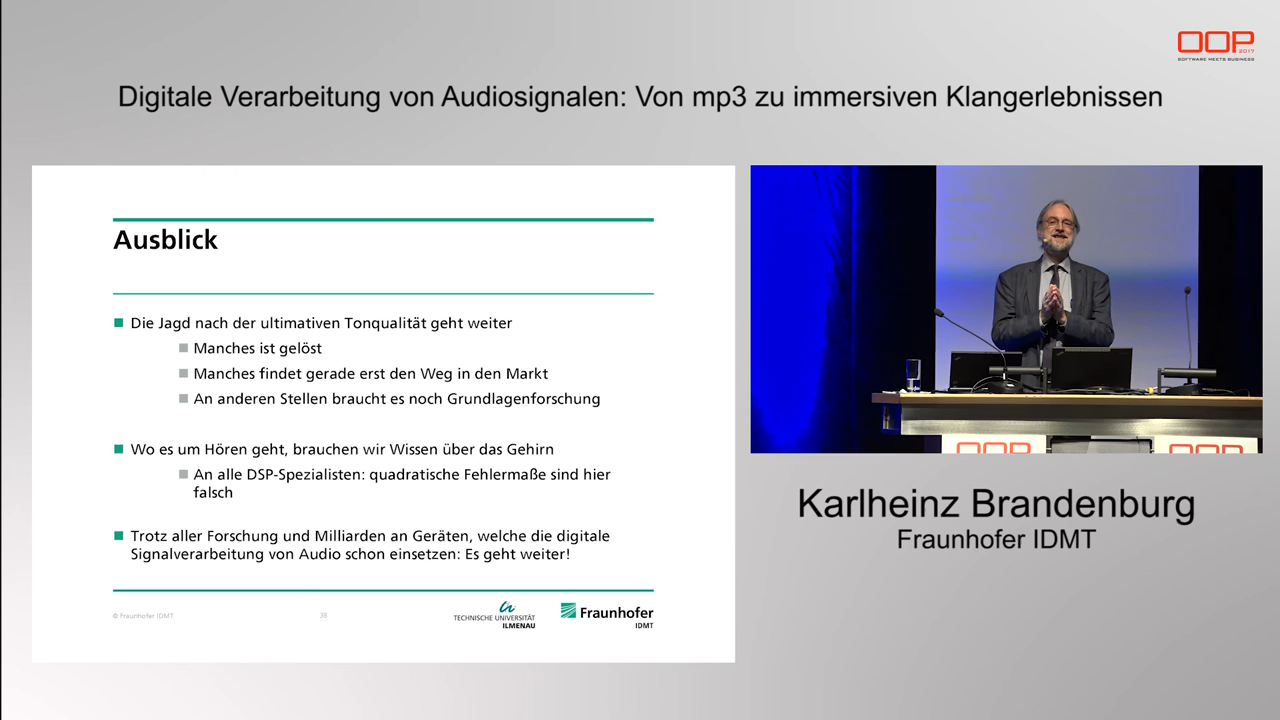 OOP
2017
SOFTWARE MEETS BUSINESS
Digitale Verarbeitung von Audiosignalen: Von mp3 zu immersiven Klangerlebnissen
Ausblick
Die Jagd nach der ultimativen Tonqualität geht weiter
Manches ist gelöst
Manches findet gerade erst den Weg in den Markt
An anderen Stellen braucht es noch Grundlagenforschung
Wo es um Hören geht, brauchen wir Wissen über das Gehirn
An alle DSP-Spezialisten: quadratische Fehlermaße sind hier
falsch
Trotz aller Forschung und Milliarden an Geräten, welche die digitale
Signalverarbeitung von Audio schon einsetzen: Es geht weiter!
© Fraunhofer IDMT
TECHNISCHE UNIVERSITÄT
ILMENAU
Fraunhofer
IDMT
OOP
OOP
Karlheinz Brandenburg
Fraunhofer IDMT